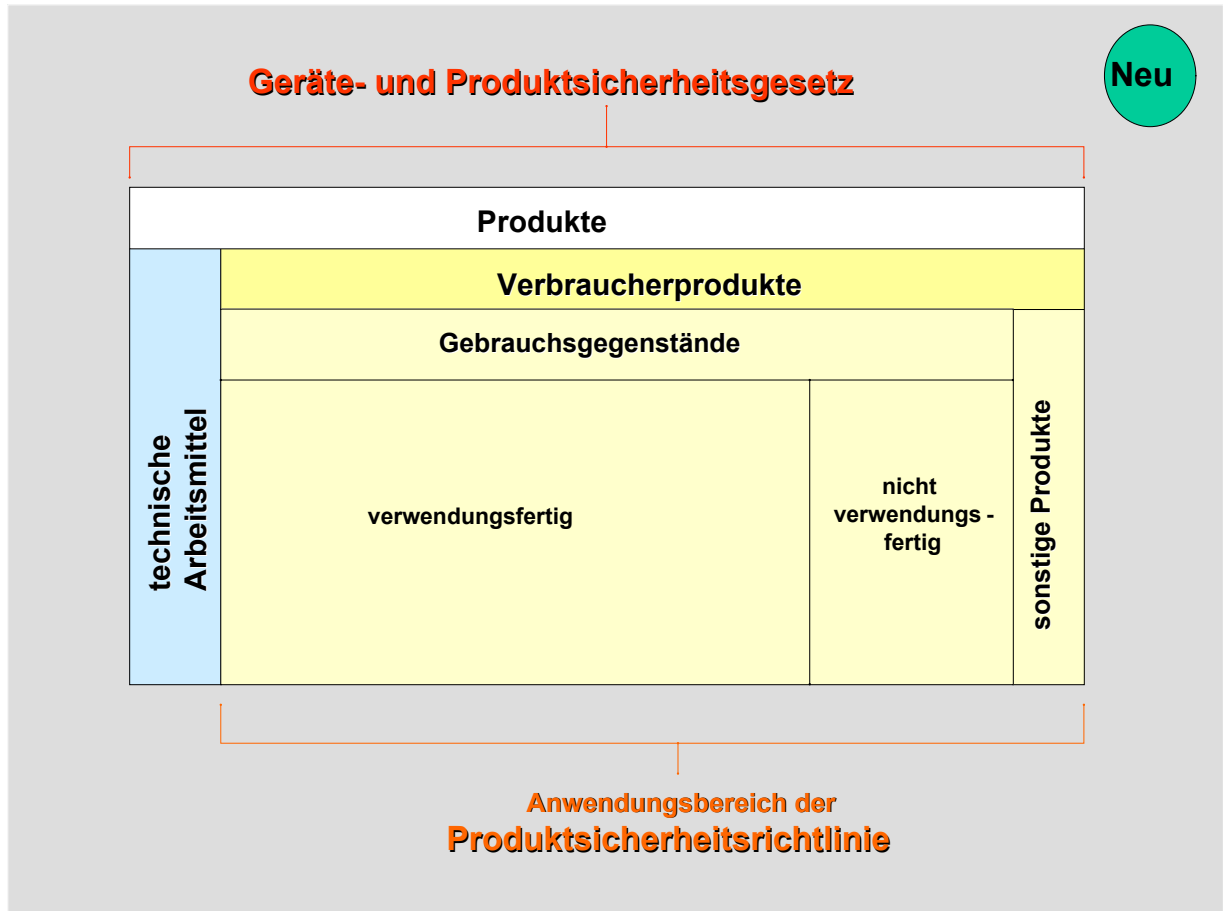 Geräte- und Produktsicherheitsgesetz
Neu
Produkte
Verbraucherprodukte
Gebrauchsgegenstände
technische
Arbeitsmittel
verwendungsfertig
nicht
verwendungs -
fertig
sonstige Produkte
Anwendungsbereich der
Produktsicherheitsrichtlinie